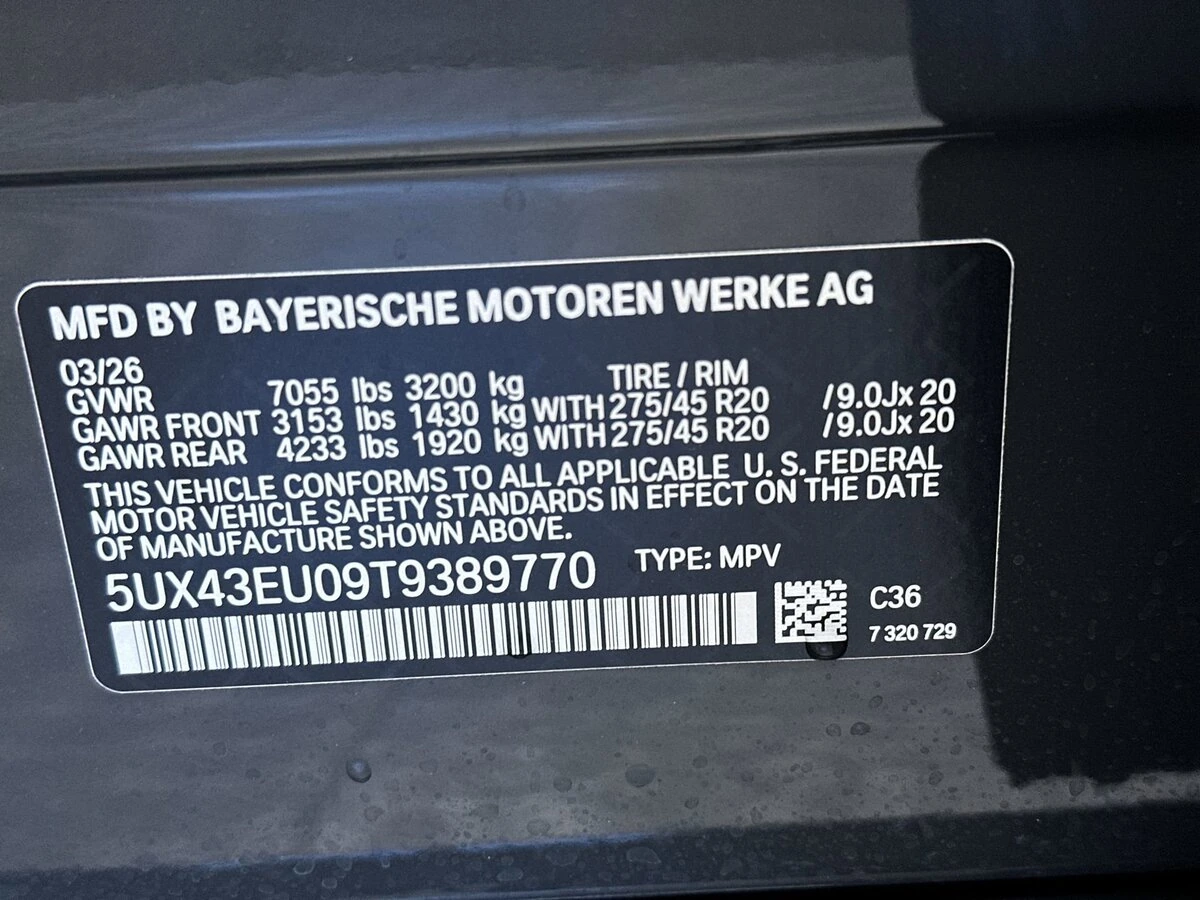 MFD BY BAYERISCHE MOTOREN WERKE AG
03/26
TIRE / RIM
GVWR 7055 lbs 3200 kg
GAWR FRONT 3153 lbs 1430 kg WITH 275/45 R20 /9.0Jx 20
GAWR REAR 4233 lbs 1920 kg WITH 275/45 R20 /9.0Jx 20
THIS VEHICLE CONFORMS TO ALL APPLICABLE U. S. FEDERAL
MOTOR VEHICLE SAFETY STANDARDS IN EFFECT ON THE DATE
OF MANUFACTURE SHOWN ABOVE.
5UX43EU09T9389770 TYPE: MPV
C36
7 320 729